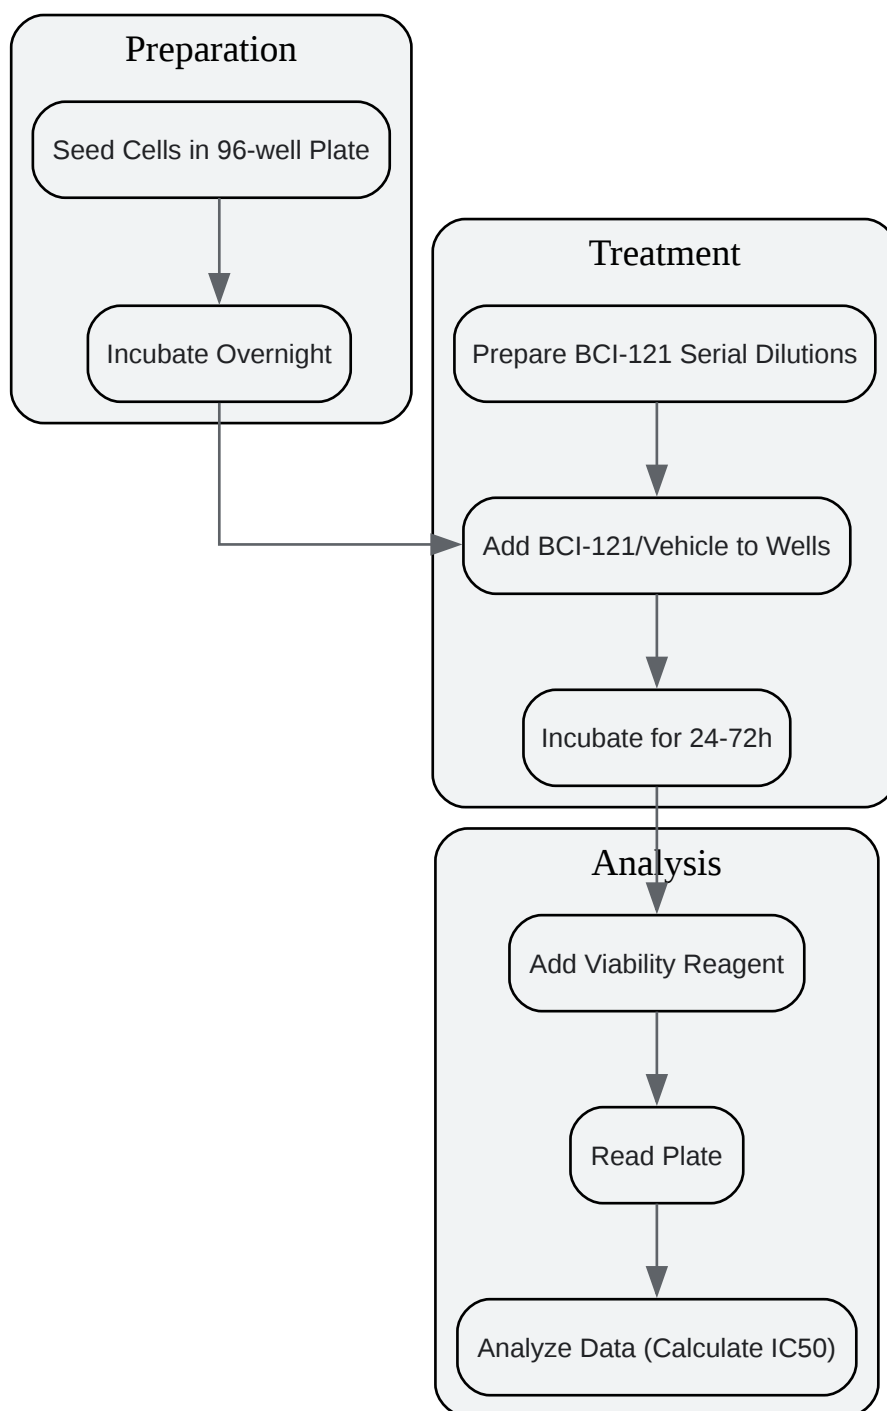 Preparation
Seed Cells in 96-well Plate
Incubate Overnight
Treatment
Prepare BCI-121 Serial Dilutions
Add BCI-121/Vehicle to Wells
Incubate for 24-72h
Analysis
Add Viability Reagent
Read Plate
Analyze Data (Calculate IC50)